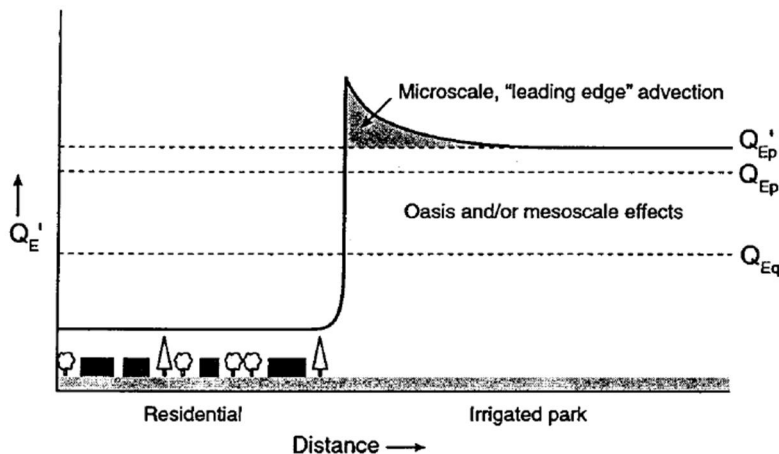 Microscale, "leading edge" advection
Q_Ep'
Q_Ep
Oasis and/or mesoscale effects
Q_E'
Q_Eq
Residential
Irrigated park
Distance